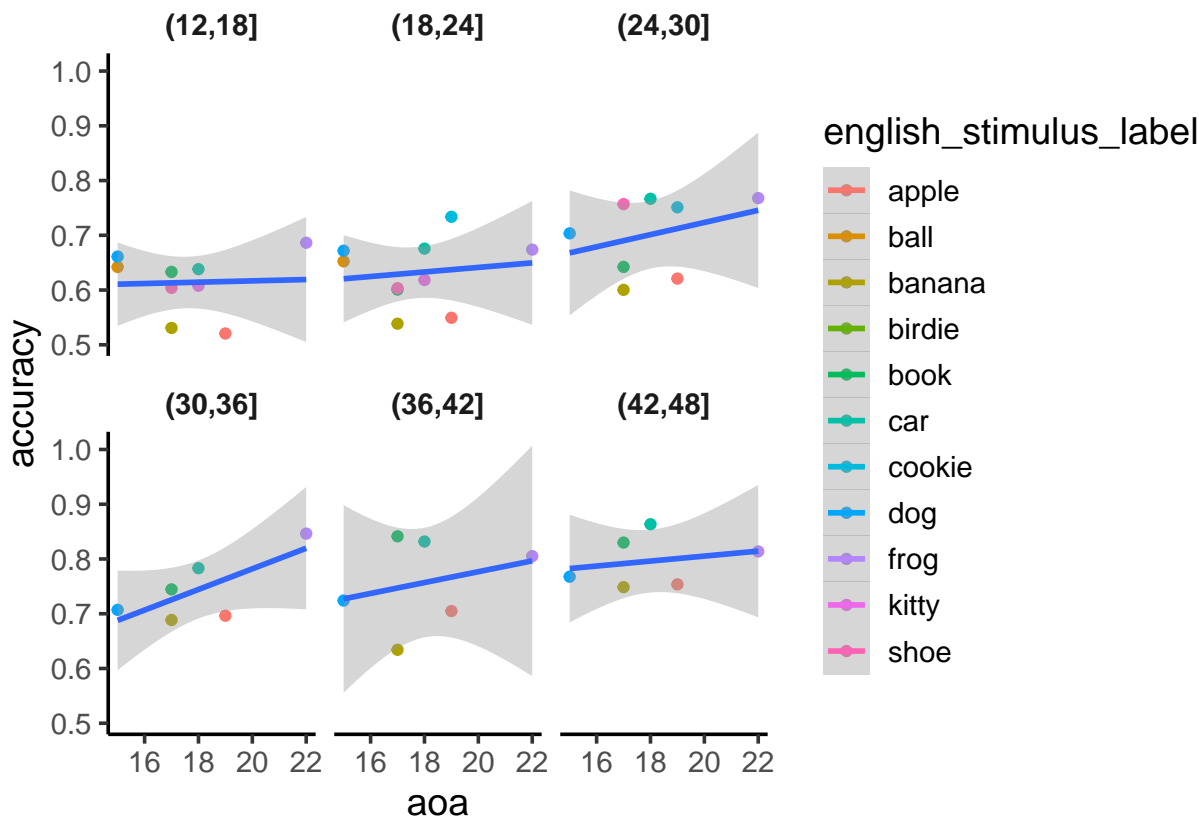 (12,18]
(18,24]
(24,30]
1.0
0.9
0.8
0.7
0.6
0.5
(30,36]
(36,42]
(42,48]
1.0
0.9
0.8
0.7
0.6
0.5
16 18 20 22
16 18 20 22
16 18 20 22
aoa
accuracy
english_stimulus_label
apple
ball
banana
birdie
book
car
cookie
dog
frog
kitty
shoe